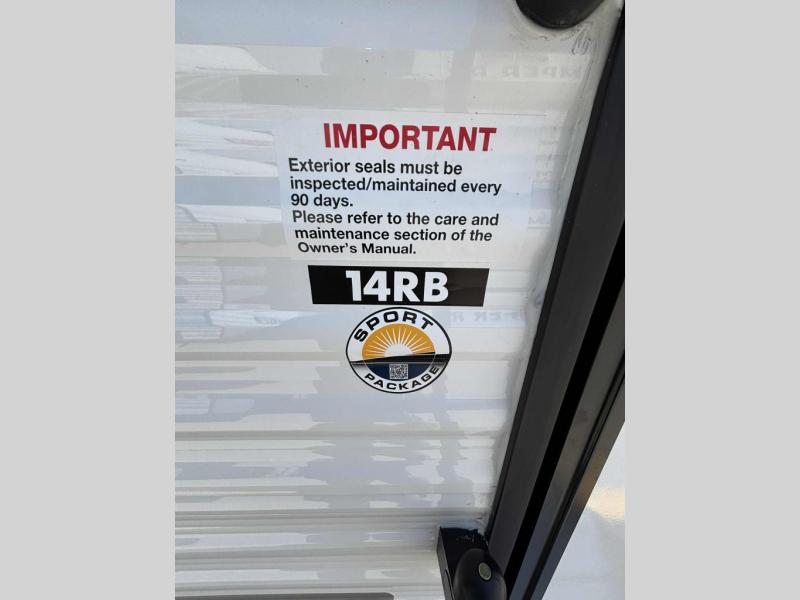 IMPORTANT
Exterior seals must be
inspected/maintained every
90 days.
Please refer to the care and
maintenance section of the
Owner's Manual.
14RB
SPORT
PACKAGE